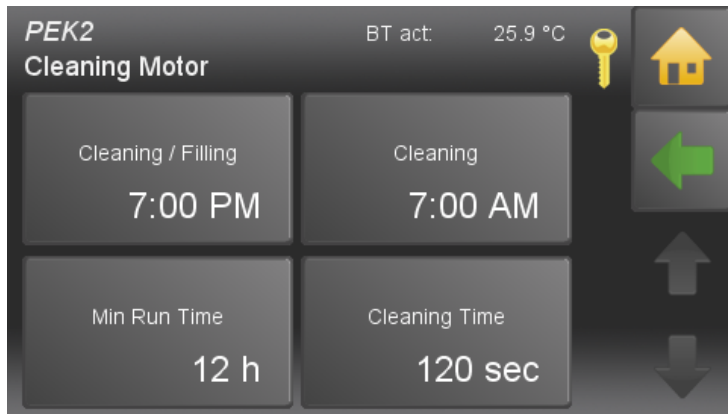 PEK2 BT act: 25.9 °C
Cleaning Motor
Cleaning / Filling
7:00 PM
Cleaning
7:00 AM
Min Run Time
12 h
Cleaning Time
120 sec